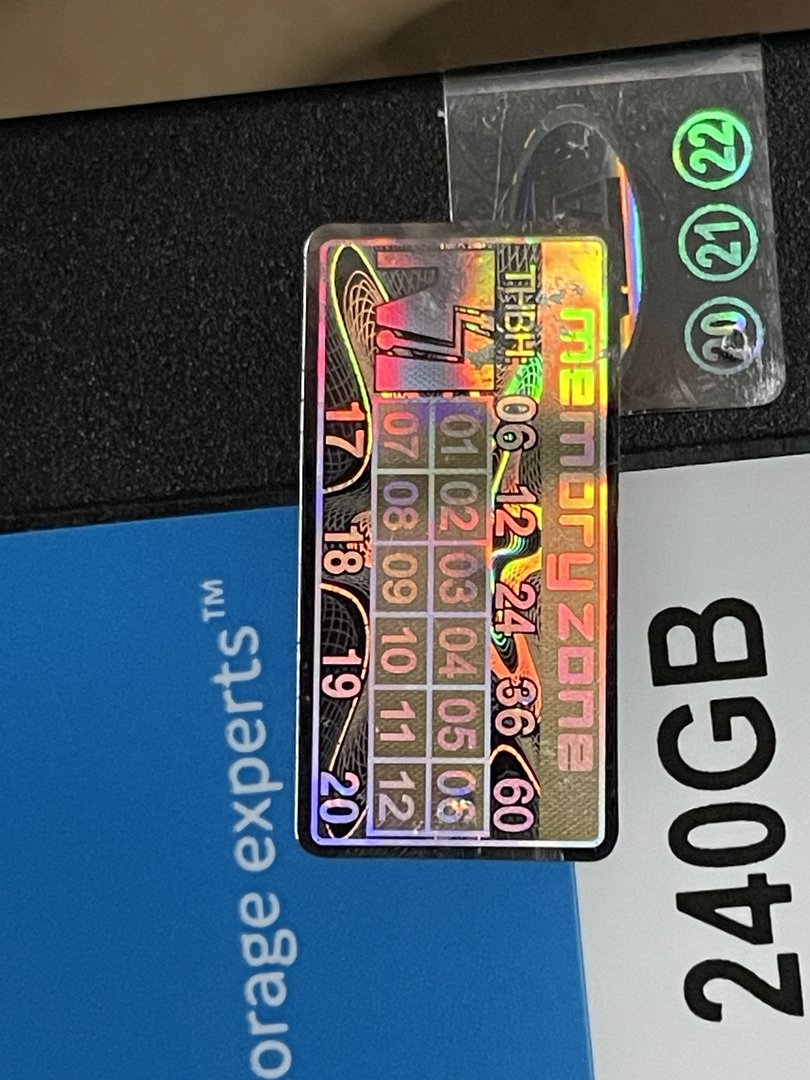 memoryzone
THBH: 06 12 24 36 60
01 02 03 04 05 06
07 08 09 10 11 12
17 18 19 20
20 21 22
240GB
orage experts™